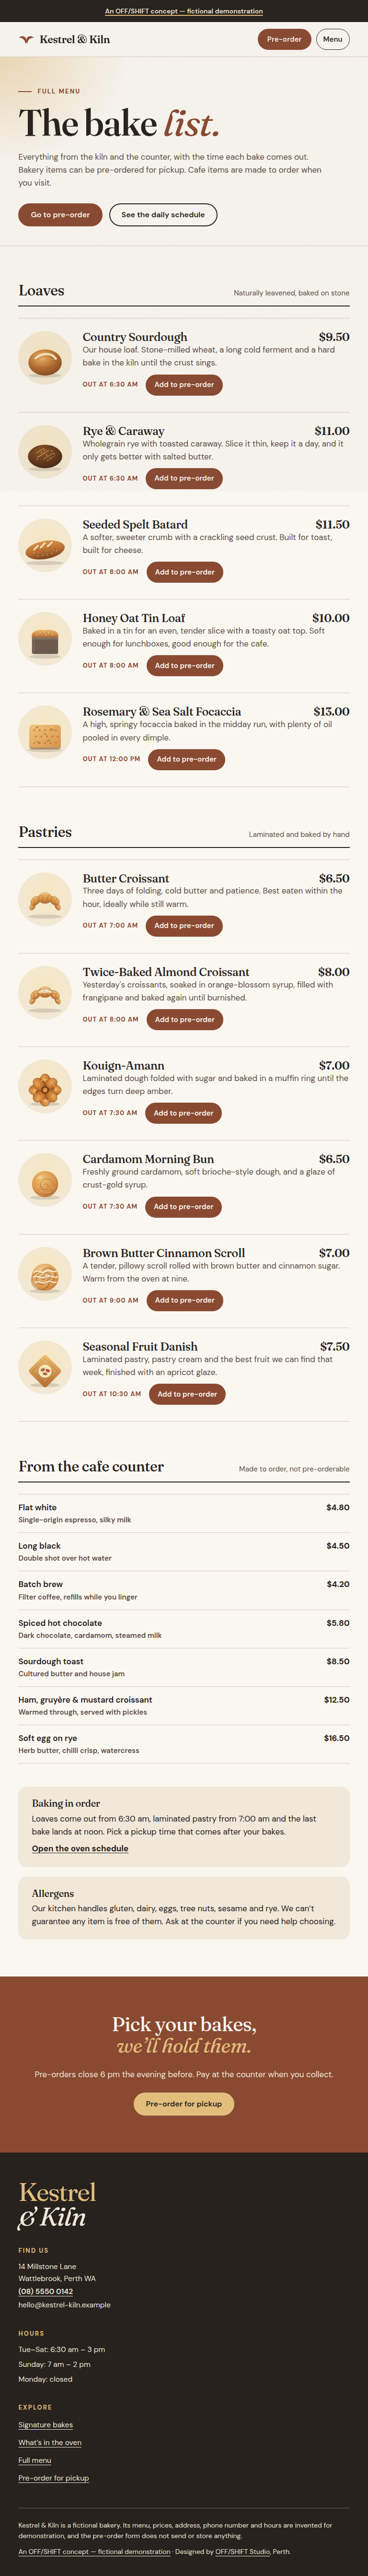 An OFF/SHIFT concept — fictional demonstration
Kestrel & Kiln
Pre-order
Menu
FULL MENU
The bake list.
Everything from the kiln and the counter, with the time each bake comes out.
Bakery items can be pre-ordered for pickup. Cafe items are made to order when
you visit.
Go to pre-order
See the daily schedule
Loaves
Naturally leavened, baked on stone
Country Sourdough
$9.50
Our house loaf. Stone-milled wheat, a long cold ferment and a hard
bake in the kiln until the crust sings.
OUT AT 6:30 AM
Add to pre-order
Rye & Caraway
$11.00
Wholegrain rye with toasted caraway. Slice it thin, keep it a day, and it
only gets better with salted butter.
OUT AT 6:30 AM
Add to pre-order
Seeded Spelt Batard
$11.50
A softer, sweeter crumb with a crackling seed crust. Built for toast,
built for cheese.
OUT AT 8:00 AM
Add to pre-order
Honey Oat Tin Loaf
$10.00
Baked in a tin for an even, tender slice with a toasty oat top. Soft
enough for lunchboxes, good enough for the cafe.
OUT AT 8:00 AM
Add to pre-order
Rosemary & Sea Salt Focaccia
$13.00
A high, springy focaccia baked in the midday run, with plenty of oil
pooled in every dimple.
OUT AT 12:00 PM
Add to pre-order
Pastries
Laminated and baked by hand
Butter Croissant
$6.50
Three days of folding, cold butter and patience. Best eaten within the
hour, ideally while still warm.
OUT AT 7:00 AM
Add to pre-order
Twice-Baked Almond Croissant
$8.00
Yesterday's croissants, soaked in orange-blossom syrup, filled with
frangipane and baked again until burnished.
OUT AT 8:00 AM
Add to pre-order
Kouign-Amann
$7.00
Laminated dough folded with sugar and baked in a muffin ring until the
edges turn deep amber.
OUT AT 7:30 AM
Add to pre-order
Cardamom Morning Bun
$6.50
Freshly ground cardamom, soft brioche-style dough, and a glaze of
crust-gold syrup.
OUT AT 7:30 AM
Add to pre-order
Brown Butter Cinnamon Scroll
$7.00
A tender, pillowy scroll rolled with brown butter and cinnamon sugar.
Warm from the oven at nine.
OUT AT 9:00 AM
Add to pre-order
Seasonal Fruit Danish
$7.50
Laminated pastry, pastry cream and the best fruit we can find that
week, finished with an apricot glaze.
OUT AT 10:30 AM
Add to pre-order
From the cafe counter
Made to order, not pre-orderable
Flat white
$4.80
Single-origin espresso, silky milk
Long black
$4.50
Double shot over hot water
Batch brew
$4.20
Filter coffee, refills while you linger
Spiced hot chocolate
$5.80
Dark chocolate, cardamom, steamed milk
Sourdough toast
$8.50
Cultured butter and house jam
Ham, gruyère & mustard croissant
$12.50
Warmed through, served with pickles
Soft egg on rye
$16.50
Herb butter, chilli crisp, watercress
Baking in order
Loaves come out from 6:30 am, laminated pastry from 7:00 am and the last
bake lands at noon. Pick a pickup time that comes after your bakes.
Open the oven schedule
Allergens
Our kitchen handles gluten, dairy, eggs, tree nuts, sesame and rye. We can't
guarantee any item is free of them. Ask at the counter if you need help choosing.
Pick your bakes,
we'll hold them.
Pre-orders close 6 pm the evening before. Pay at the counter when you collect.
Pre-order for pickup
Kestrel
& Kiln
FIND US
14 Millstone Lane
Wattlebrook, Perth WA
(08) 5550 0142
hello@kestrel-kiln.example
HOURS
Tue–Sat: 6:30 am – 3 pm
Sunday: 7 am – 2 pm
Monday: closed
EXPLORE
Signature bakes
What's in the oven
Full menu
Pre-order for pickup
Kestrel & Kiln is a fictional bakery. Its menu, prices, address, phone number and hours are invented for
demonstration, and the pre-order form does not send or store anything.
An OFF/SHIFT concept — fictional demonstration · Designed by OFF/SHIFT Studio, Perth.